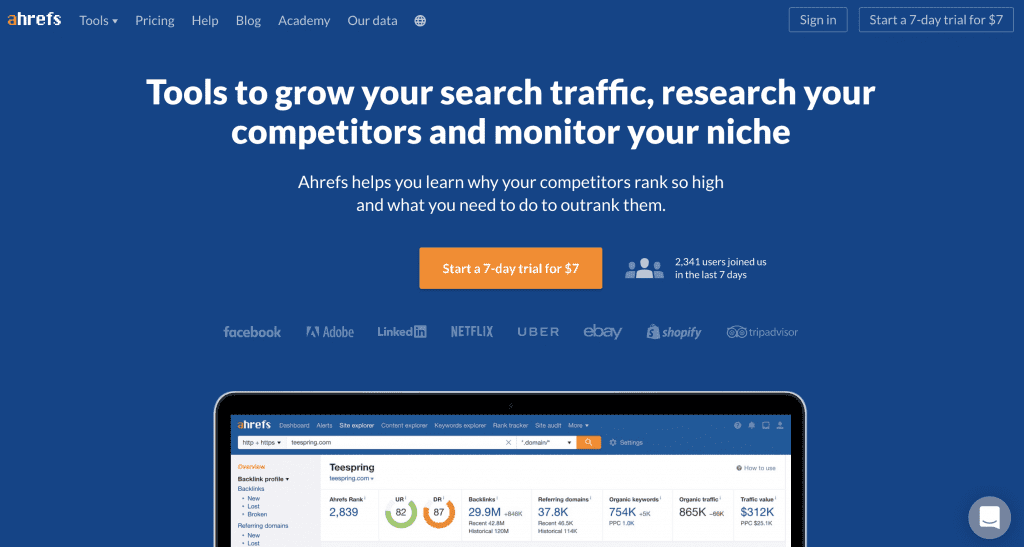 ahrefs Tools Pricing Help Blog Academy Our data Sign in Start a 7-day trial for $7
Tools to grow your search traffic, research your
competitors and monitor your niche
Ahrefs helps you learn why your competitors rank so high
and what you need to do to outrank them.
Start a 7-day trial for $7
2,341 users joined us
in the last 7 days
facebook Adobe LinkedIn NETFLIX UBER ebay shopify tripadvisor
ahrefs Dashboard Alerts Site explorer Content explorer Keywords explorer Rank tracker Site audit More
http + https teespring.com *.domain/* Settings
Overview
Backlink profile
Backlinks
New
Lost
Broken
Referring domains
New
Lost
Teespring How to use
teespring.com
Ahrefs Rank UR DR Backlinks Referring domains Organic keywords Organic traffic Traffic value
2,839 82 87 29.9M +846K 37.8K 754K +5K 865K -66K $312K
Recent 42.8M Recent 46.5K PPC 1.0K PPC $25.1K
Historical 120M Historical 114K